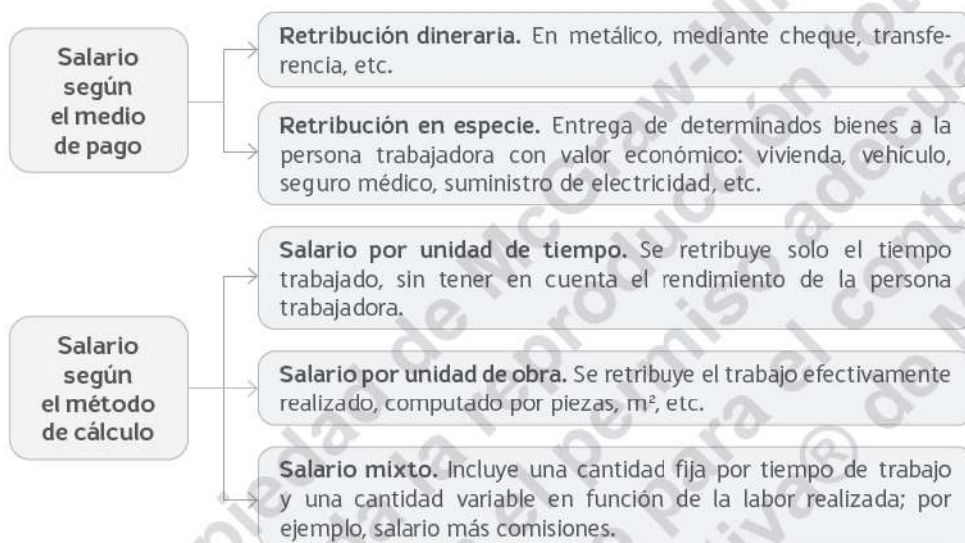 Salario
según
el medio
de pago
Retribución dineraria. En metálico, mediante cheque, transfe-
rencia, etc.
Retribución en especie. Entrega de determinados bienes a la
persona trabajadora con valor económico: vivienda, vehículo,
seguro médico, suministro de electricidad, etc.
Salario
según
el método
de cálculo
Salario por unidad de tiempo. Se retribuye solo el tiempo
trabajado, sin tener en cuenta el rendimiento de la persona
trabajadora.
Salario por unidad de obra. Se retribuye el trabajo efectivamente
realizado, computado por piezas, m², etc.
Salario mixto. Incluye una cantidad fija por tiempo de trabajo
y una cantidad variable en función de la labor realizada; por
ejemplo, salario más comisiones.